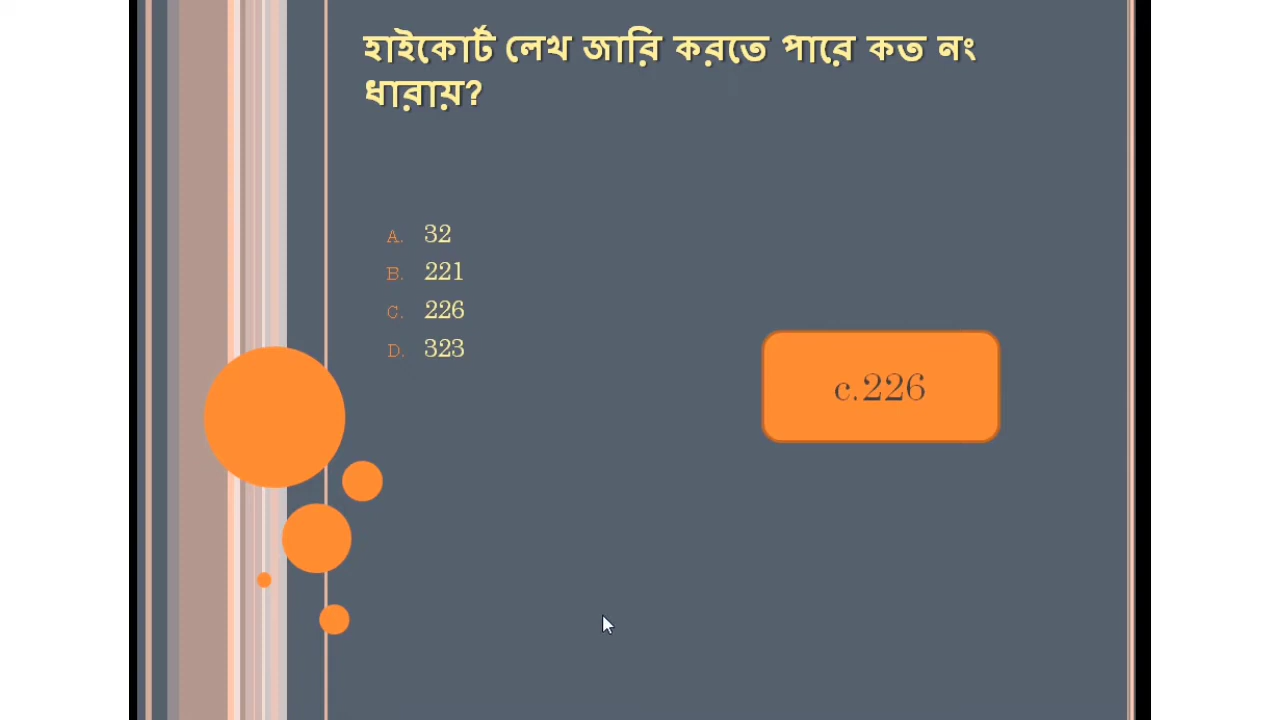 হাইকোর্ট লেখ জারি করতে পারে কত নং
ধারায়?
A. 32
B. 221
C. 226
D. 323
c.226